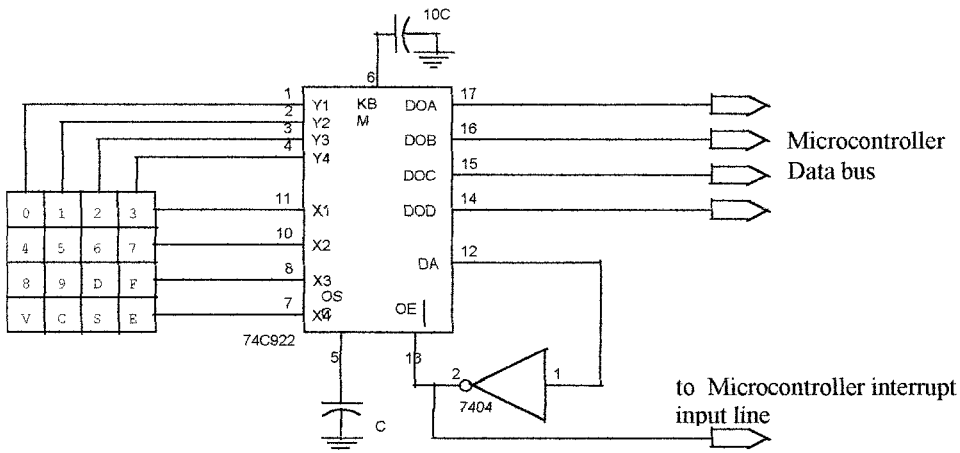 10C
6
1 Y1 KB DOA 17
2 Y2 M
3 Y3 DOB 16 Microcontroller
4 Y4 DOC 15 Data bus
0 1 2 3 11 X1 DOD 14
4 5 6 7 10 X2 DA 12
8 9 D F 8 X3
OS
V C S E 7 X4 C OE
74C922
5 13 2 1
7404
C
to Microcontroller interrupt
input line